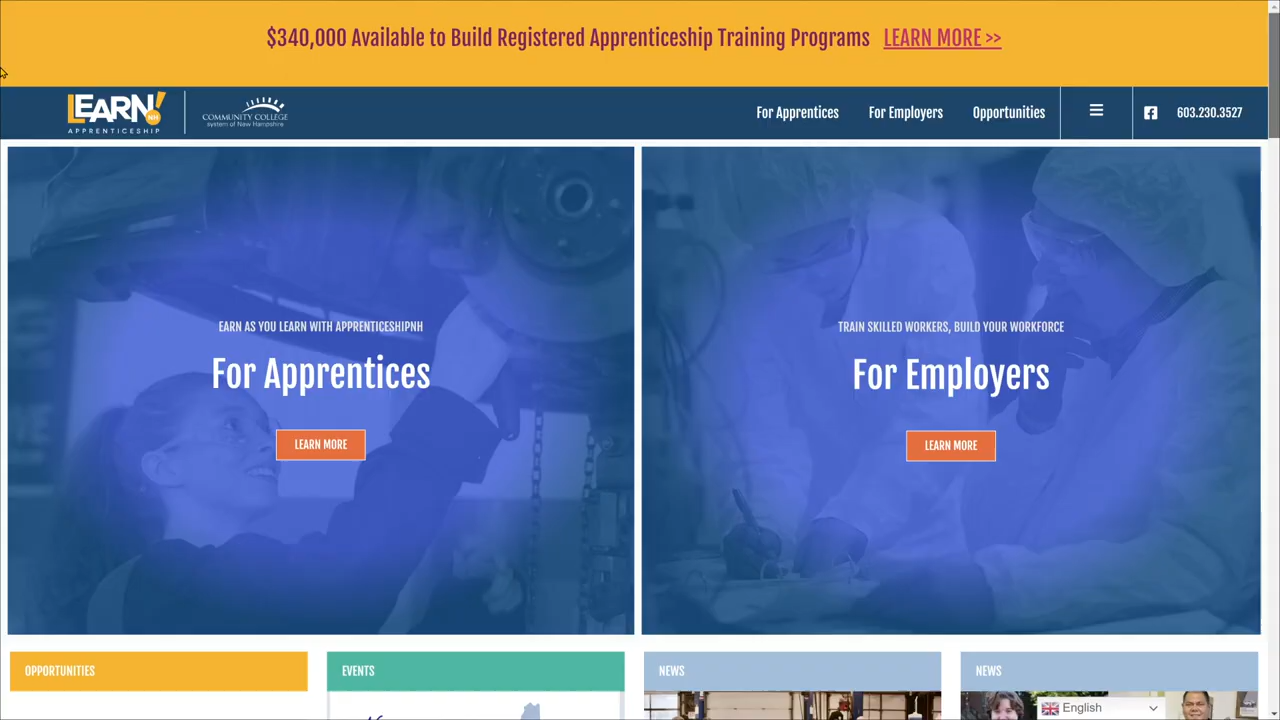 $340,000 Available to Build Registered Apprenticeship Training Programs LEARN MORE >>
LEARN!
NH
APPRENTICESHIP
COMMUNITY COLLEGE
system of New Hampshire
For Apprentices
For Employers
Opportunities
603.230.3527
EARN AS YOU LEARN WITH APPRENTICESHIPNH
For Apprentices
LEARN MORE
TRAIN SKILLED WORKERS, BUILD YOUR WORKFORCE
For Employers
LEARN MORE
OPPORTUNITIES
EVENTS
NEWS
NEWS
English